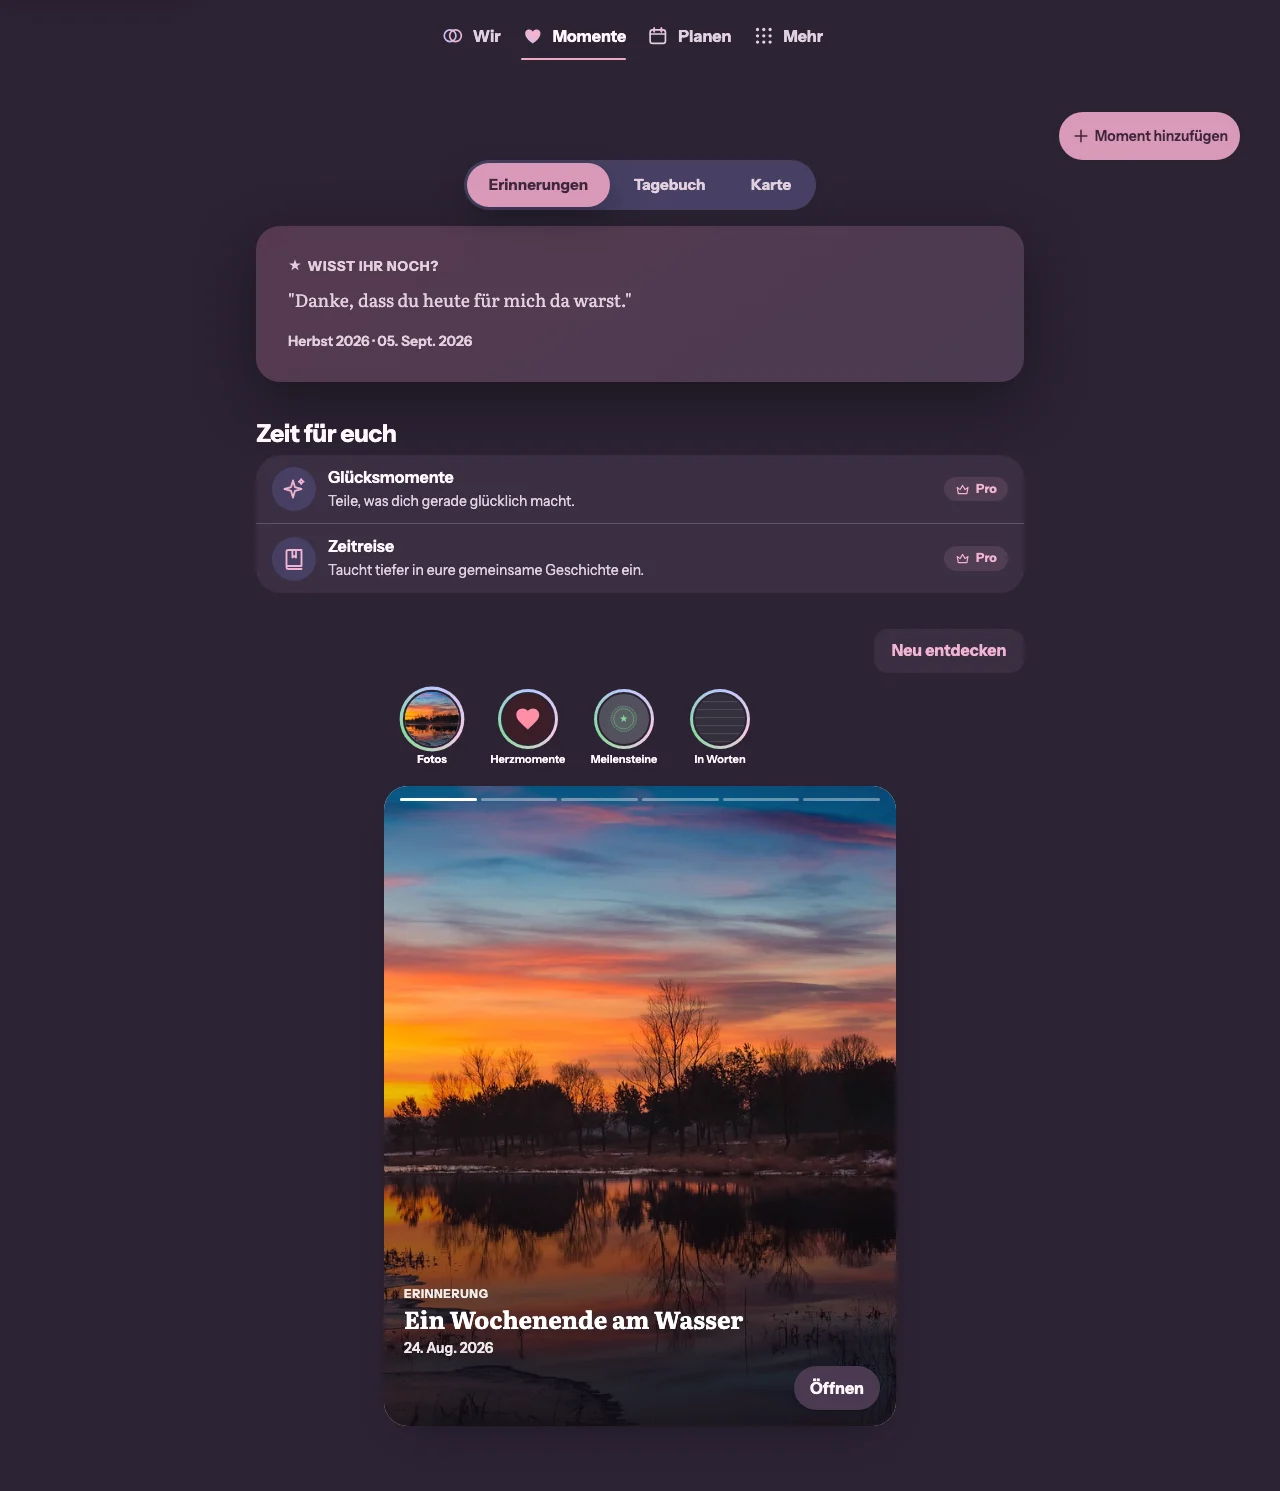 Wir
Momente
Planen
Mehr
Moment hinzufügen
Erinnerungen
Tagebuch
Karte
★ WISST IHR NOCH?
"Danke, dass du heute für mich da warst."
Herbst 2026 · 05. Sept. 2026
Zeit für euch
Glücksmomente
Teile, was dich gerade glücklich macht.
Pro
Zeitreise
Taucht tiefer in eure gemeinsame Geschichte ein.
Pro
Neu entdecken
Fotos
Herzmomente
Meilensteine
In Worten
ERINNERUNG
Ein Wochenende am Wasser
24. Aug. 2026
Öffnen